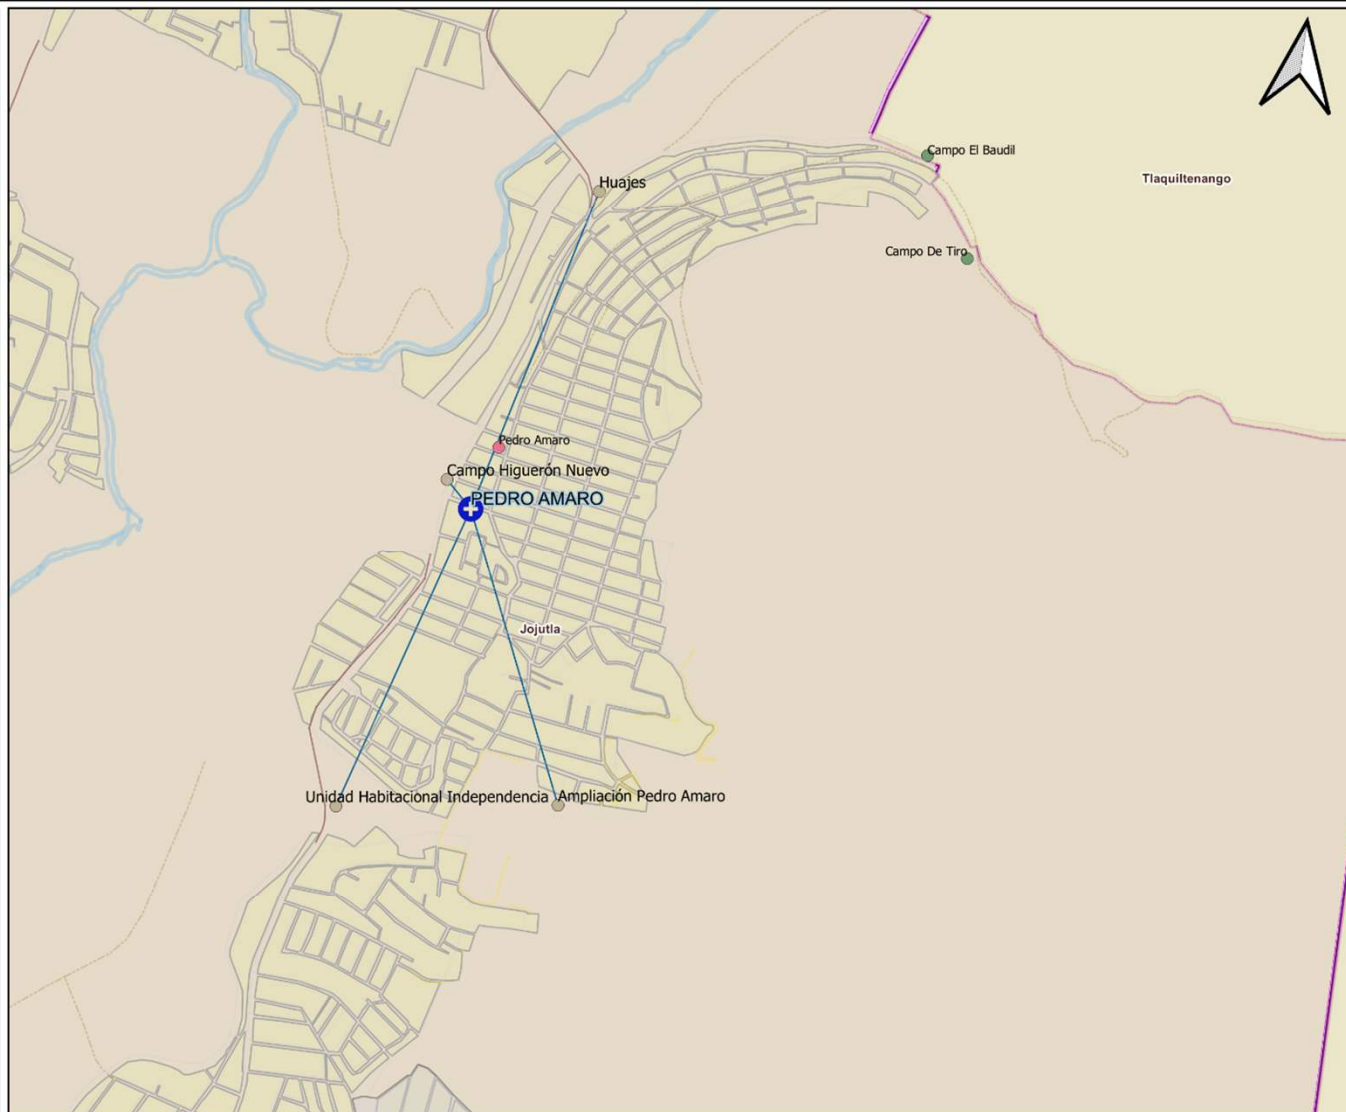 Campo El Baudil
Tlaquiltenango
Huajes
Campo De Tiro
Pedro Amaro
Campo Higuerón Nuevo
PEDRO AMARO
Jojutla
Unidad Habitacional Independencia
Ampliación Pedro Amaro